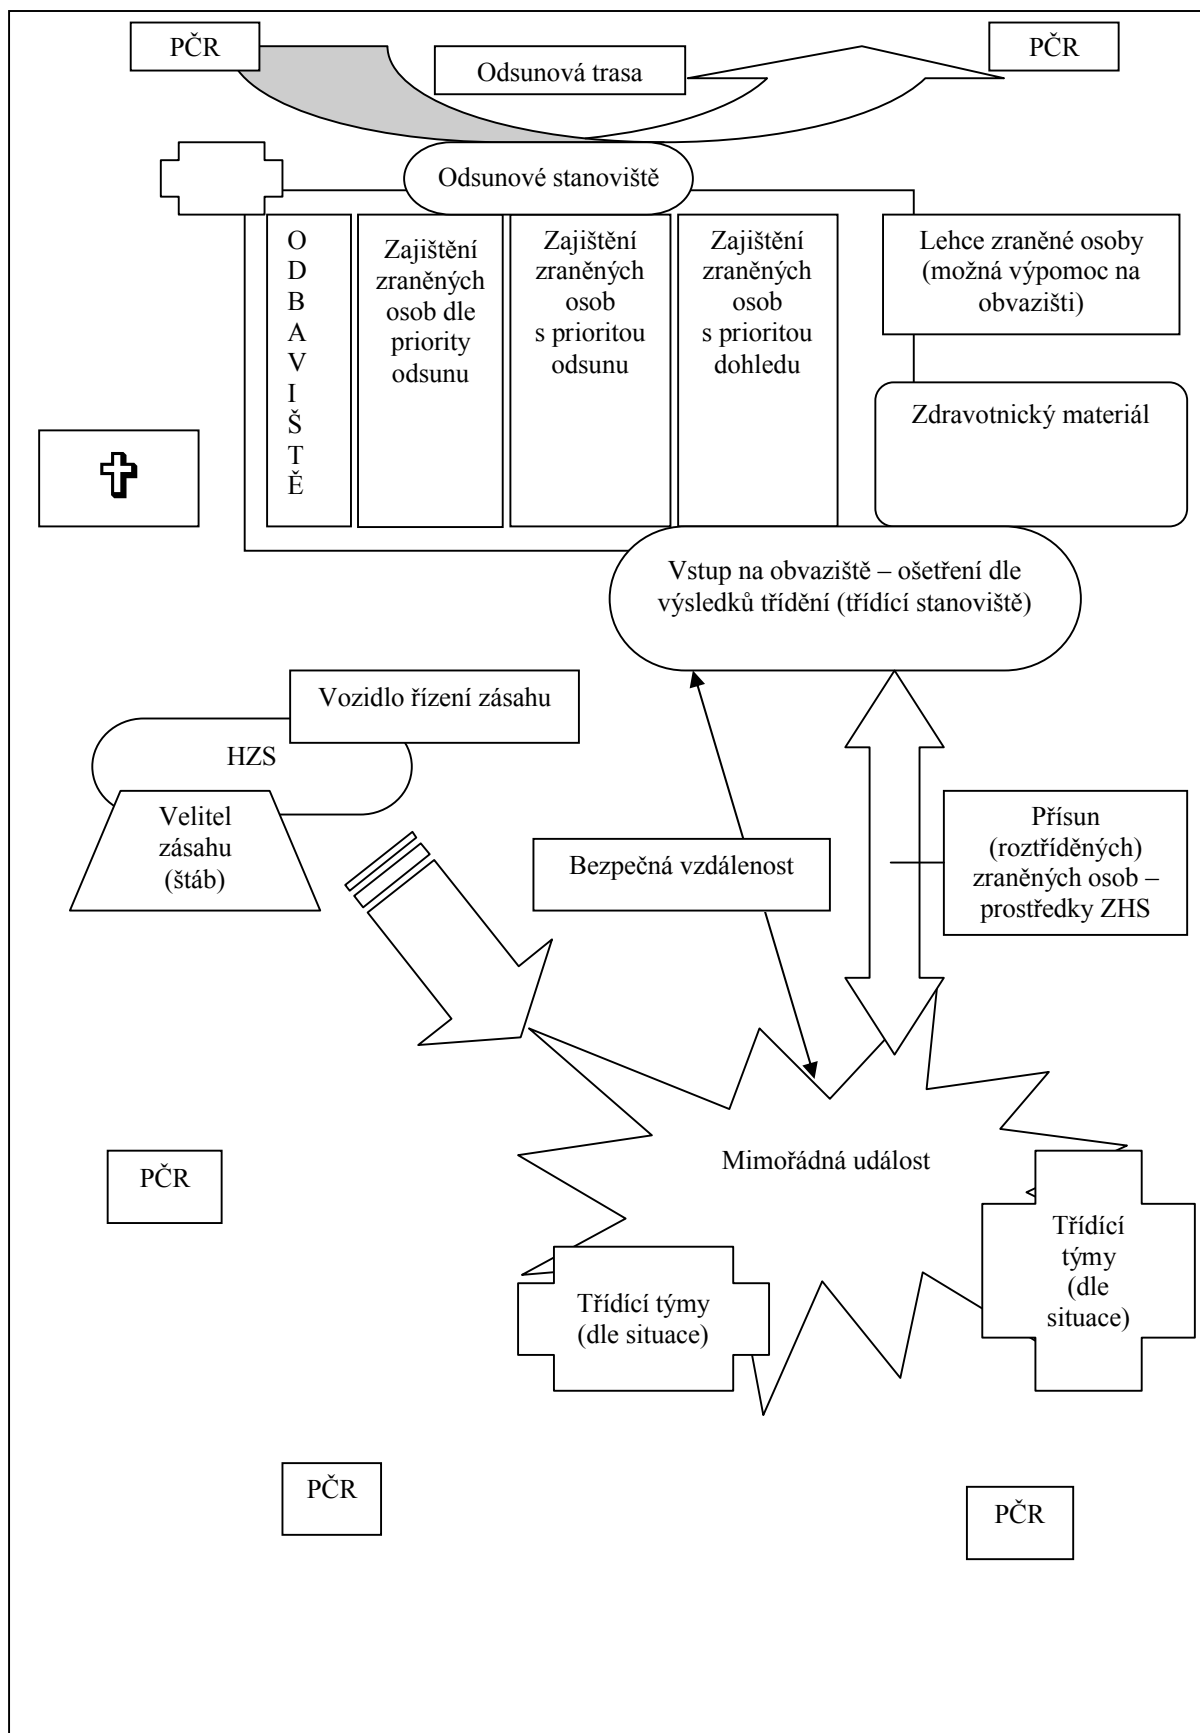 PČR
PČR
Odsunová trasa
Odsunové stanoviště
O
D
B
A
V
I
Š
T
Ě
Zajištění
zraněných
osob dle
priority
odsunu
Zajištění
zraněných
osob
s prioritou
odsunu
Zajištění
zraněných
osob
s prioritou
dohledu
Lehce zraněné osoby
(možná výpomoc na
obvazišti)
Zdravotnický materiál
Vstup na obvaziště – ošetření dle
výsledků třídění (třídící stanoviště)
Vozidlo řízení zásahu
HZS
Velitel
zásahu
(štáb)
Bezpečná vzdálenost
Přísun
(roztříděných)
zraněných osob –
prostředky ZHS
Mimořádná událost
PČR
Třídící
týmy
(dle
situace)
Třídící týmy
(dle situace)
PČR
PČR